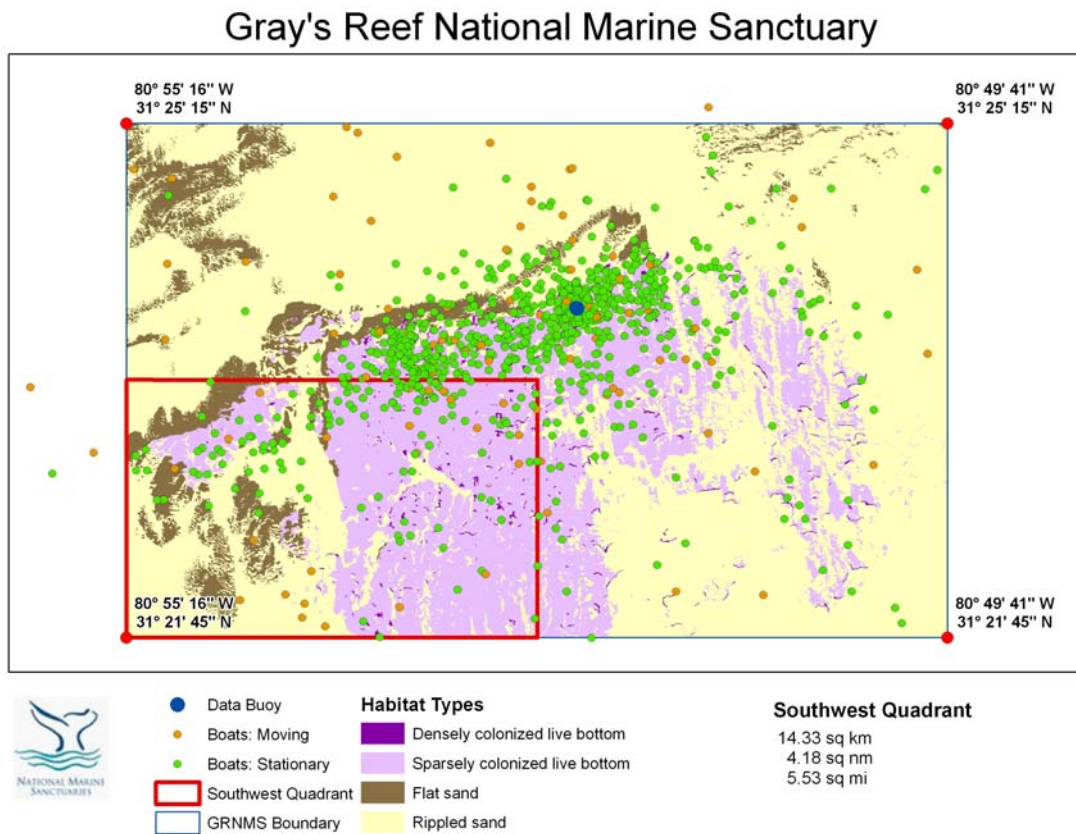 Gray's Reef National Marine Sanctuary
80° 55' 16" W
31° 25' 15" N
80° 49' 41" W
31° 25' 15" N
80° 55' 16" W
31° 21' 45" N
80° 49' 41" W
31° 21' 45" N
NATIONAL MARINE
SANCTUARIES
Data Buoy
Boats: Moving
Boats: Stationary
Southwest Quadrant
GRNMS Boundary
Habitat Types
Densely colonized live bottom
Sparsely colonized live bottom
Flat sand
Rippled sand
Southwest Quadrant
14.33 sq km
4.18 sq nm
5.53 sq mi